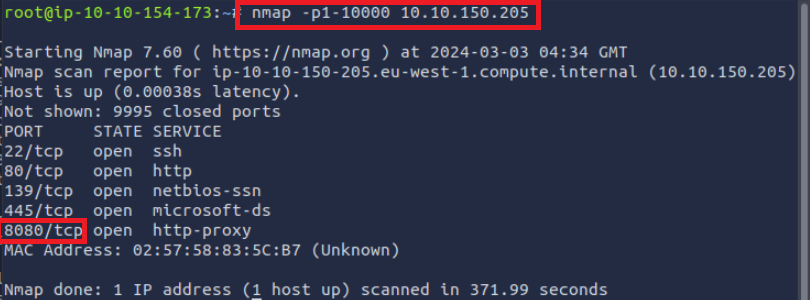 root@ip-10-10-154-173:~# nmap -p1-10000 10.10.150.205
Starting Nmap 7.60 ( https://nmap.org ) at 2024-03-03 04:34 GMT
Nmap scan report for ip-10-10-150-205.eu-west-1.compute.internal (10.10.150.205)
Host is up (0.00038s latency).
Not shown: 9995 closed ports
PORT     STATE SERVICE
22/tcp   open  ssh
80/tcp   open  http
139/tcp  open  netbios-ssn
445/tcp  open  microsoft-ds
8080/tcp open  http-proxy
MAC Address: 02:57:58:83:5C:B7 (Unknown)
Nmap done: 1 IP address (1 host up) scanned in 371.99 seconds